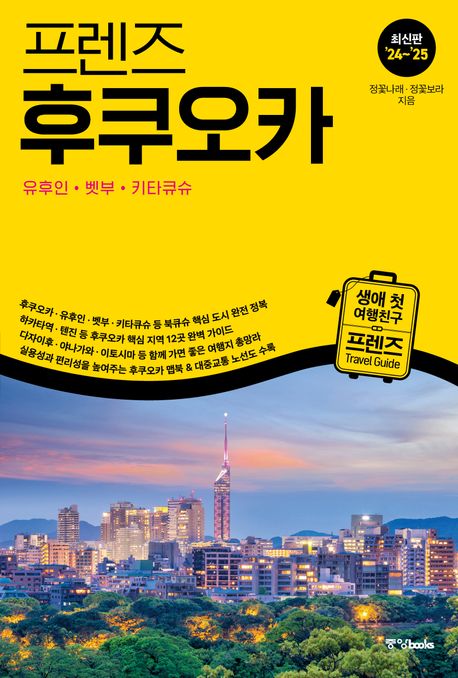 프렌즈
후쿠오카
유후인 • 벳부 • 키타큐슈
최신판
’24~’25
정꽃나래 · 정꽃보라
지음
후쿠오카 · 유후인 · 벳부 · 키타큐슈 등 북큐슈 핵심 도시 완전 정복
하카타역 · 텐진 등 후쿠오카 핵심 지역 12곳 완벽 가이드
다자이후 · 야나가와 · 이토시마 등 함께 가면 좋은 여행지 총망라
실용성과 편리성을 높여주는 후쿠오카 맵북 & 대중교통 노선도 수록
생애 첫
여행친구
프렌즈
Travel Guide
중앙books